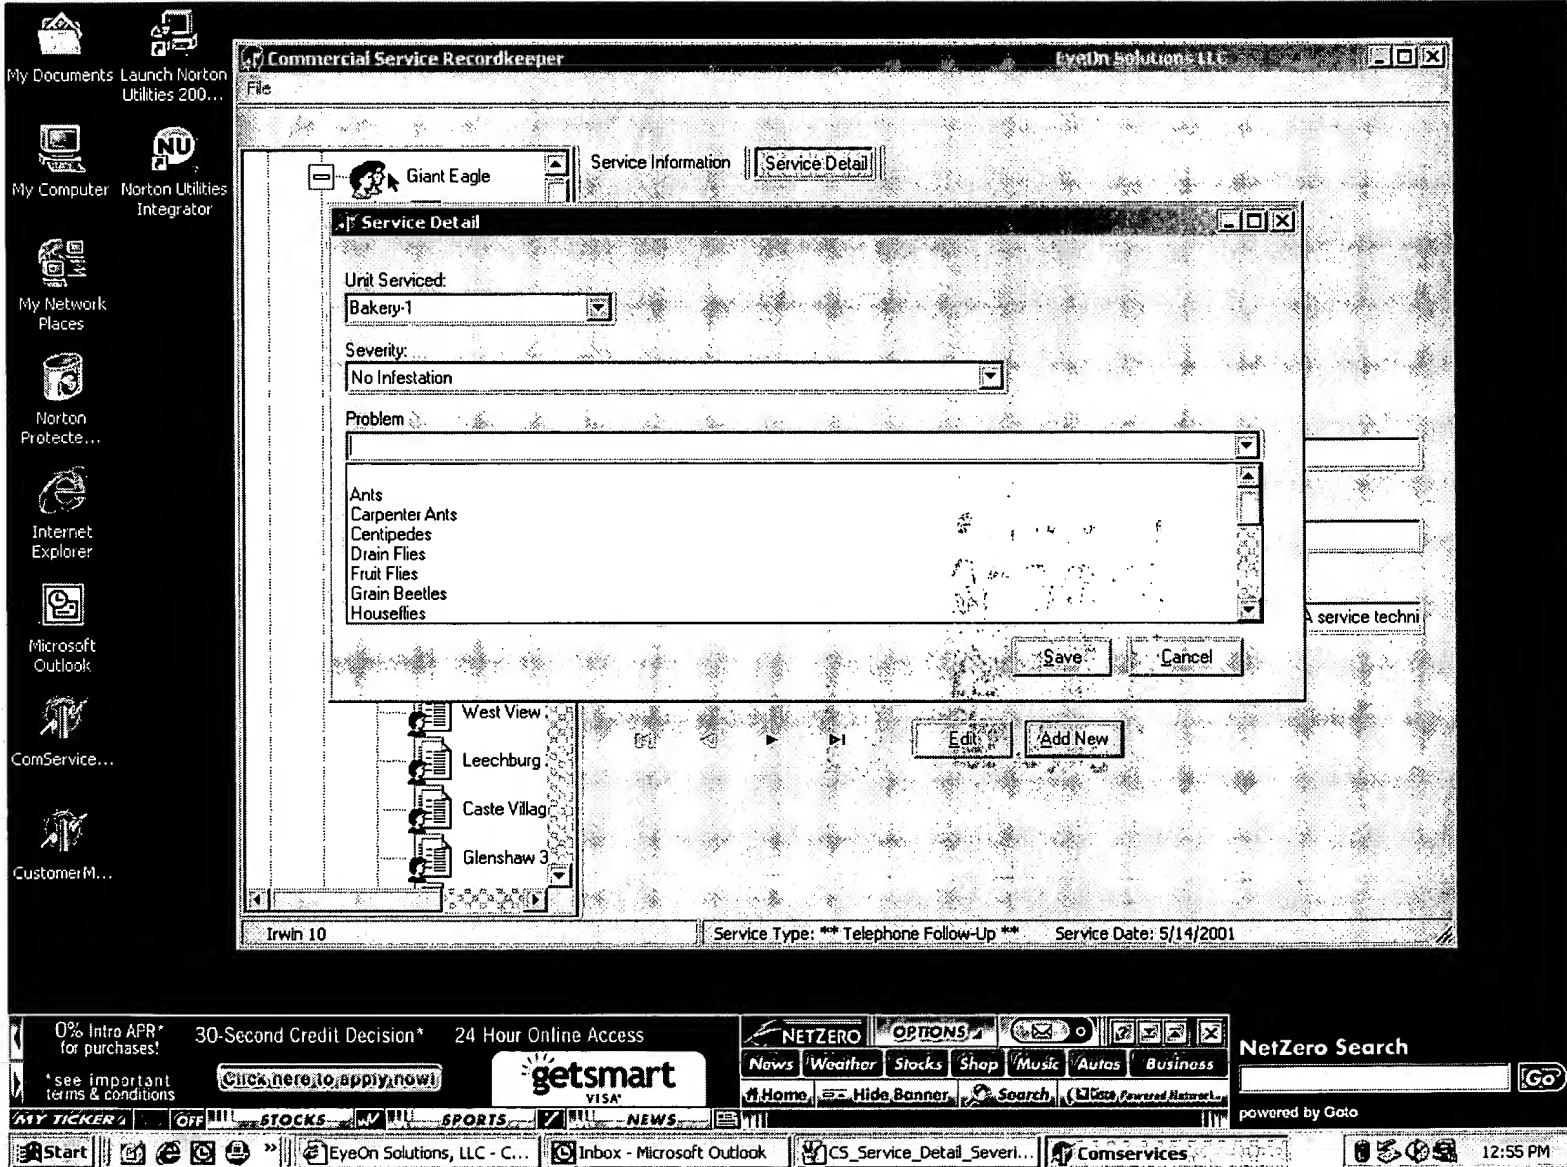 My Documents
Launch Norton
Utilities 200...
My Computer
Norton Utilities
Integrator
My Network
Places
Norton
Protecte...
Internet
Explorer
Microsoft
Outlook
ComService...
CustomerM...
Commercial Service Recordkeeper
EyeOn Solutions LLC
File
Giant Eagle
Service Information
Service Detail
Service Detail
Unit Serviced:
Bakery-1
Severity:
No Infestation
Problem
Ants
Carpenter Ants
Centipedes
Drain Flies
Fruit Flies
Grain Beetles
Houseflies
A service techni
Save
Cancel
West View
Leechburg
Caste Villag
Glenshaw 3
Edit
Add New
Irwin 10
Service Type: ** Telephone Follow-Up **
Service Date: 5/14/2001
0% Intro APR*
for purchases!
30-Second Credit Decision*
24 Hour Online Access
*see important
terms & conditions
Click here to apply now!
getsmart
VISA
NETZERO
OPTIONS
News Weather Stocks Shop Music Autos Business
Home Hide Banner Search
NetZero Search
Go
powered by Goto
MY TICKER
OFF
STOCKS
SPORTS
NEWS
Start
EyeOn Solutions, LLC - C...
Inbox - Microsoft Outlook
CS_Service_Detail_Severi...
Comservices
12:55 PM